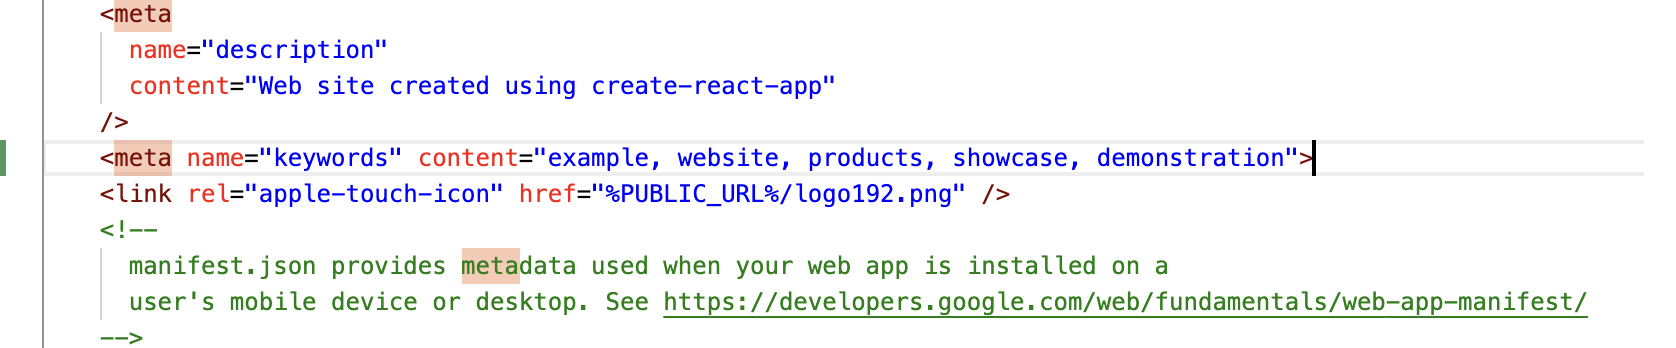 <meta
name="description"
content="Web site created using create-react-app"
/>
<meta name="keywords" content="example, website, products, showcase, demonstration">
<link rel="apple-touch-icon" href="%PUBLIC_URL%/logo192.png" />
<!--
manifest.json provides metadata used when your web app is installed on a
user's mobile device or desktop. See https://developers.google.com/web/fundamentals/web-app-manifest/
-->